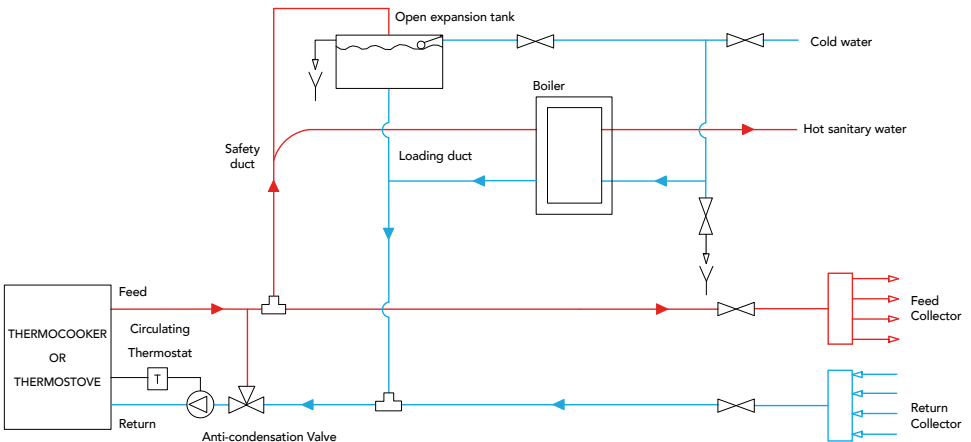 Open expansion tank
Cold water
Boiler
Hot sanitary water
Safety
duct
Loading duct
Feed
THERMOCOOKER
OR
THERMOSTOVE
Circulating
Thermostat
T
Return
Anti-condensation Valve
Feed
Collector
Return
Collector